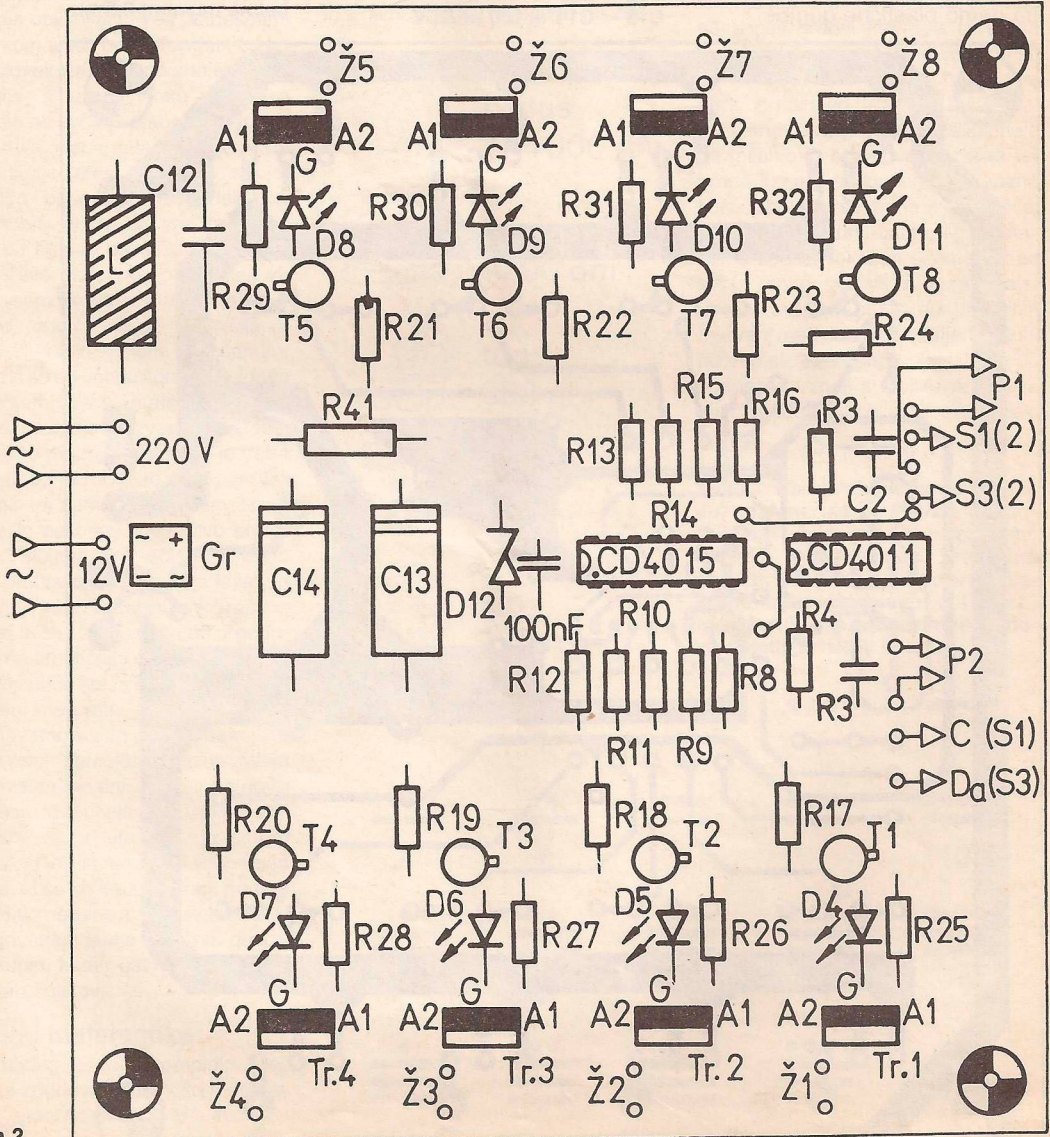 Ž5 Ž6 Ž7 Ž8
A1 A2 A1 A2 A1 A2 A1 A2
G G G G
C12 R30 R31 R32
L
D8 D9 D10 D11
R29 T5 R21 T6 R22 T7 R23 T8
R24
R41 R15 R16 R3 P1
220 V R13 S1(2)
R14 C2 S3(2)
~ + Gr
– ~
12V C14 C13 D12 CD4015 CD4011
100nF R10 R4
R12 R8 R3 P2
R11 R9
C (S1)
Da(S3)
R20 T4 R19 T3 R18 T2 R17 T1
D7 R28 D6 R27 D5 R26 D4 R25
G G G G
A2 A1 A2 A1 A2 A1 A2 A1
Ž4 Tr.4 Ž3 Tr.3 Ž2 Tr.2 Ž1 Tr.1